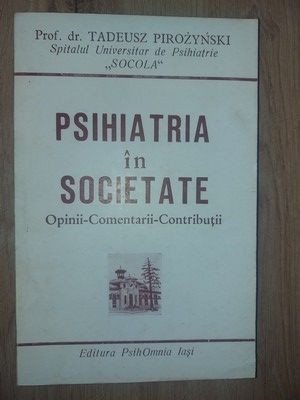 Prof. dr. TADEUSZ PIROŻYŃSKI
Spitalul Universitar de Psihiatrie
„SOCOLA”
PSIHIATRIA
în
SOCIETATE
Opinii-Comentarii-Contribuții
Editura PsihOmnia Iași